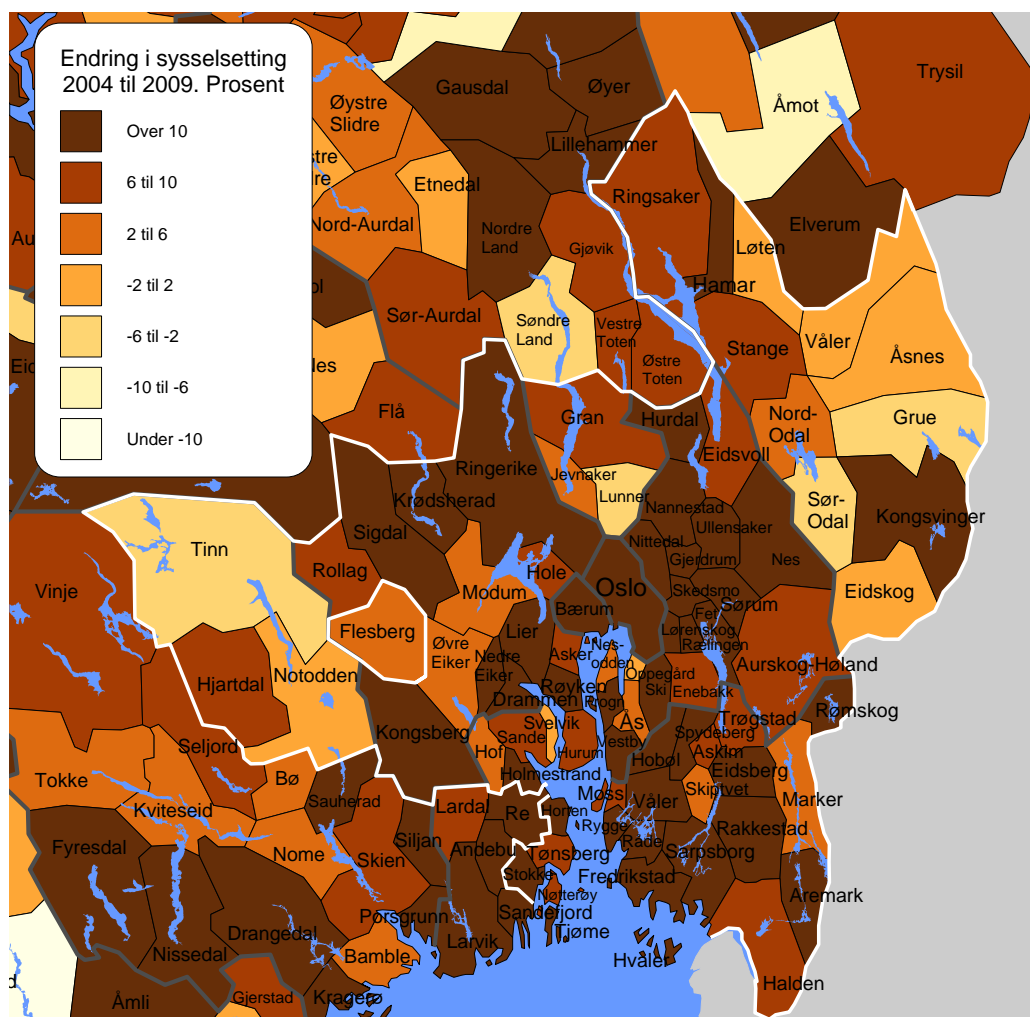 Endring i sysselsetting
2004 til 2009. Prosent
Over 10
6 til 10
2 til 6
-2 til 2
-6 til -2
-10 til -6
Under -10
Gausdal
Øyer
Trysil
Åmot
Øystre
Slidre
Lillehammer
Etnedal
Ringsaker
Nord-Aurdal
Nordre
Land
Gjøvik
Løten
Elverum
Hamar
Sør-Aurdal
Søndre
Land
Vestre
Toten
Østre
Toten
Stange
Våler
Åsnes
Flå
Gran
Hurdal
Nord-
Odal
Grue
Ringerike
Jevnaker
Eidsvoll
Krødsherad
Lunner
Nannestad
Sør-
Odal
Kongsvinger
Sigdal
Ullensaker
Nittedal
Gjerdrum
Nes
Tinn
Rollag
Hole
Modum
Oslo
Skedsmo
Eidskog
Vinje
Bærum
Fet
Sørum
Flesberg
Lier
Lørenskog
Rælingen
Øvre
Eiker
Nedre
Eiker
Asker
Nes-
odden
Oppegård
Aurskog-Høland
Hjartdal
Notodden
Røyken
Ski
Enebakk
Drammen
Frogn
Rømskog
Kongsberg
Svelvik
Ås
Trøgstad
Seljord
Sande
Vestby
Spydeberg
Hof
Hurum
Hobøl
Askim
Tokke
Bø
Holmestrand
Eidsberg
Kviteseid
Sauherad
Lardal
Re
Moss
Våler
Skiptvet
Marker
Horten
Rygge
Rakkestad
Fyresdal
Nome
Skien
Siljan
Andebu
Tønsberg
Råde
Sarpsborg
Stokke
Fredrikstad
Nøtterøy
Aremark
Porsgrunn
Sandefjord
Drangedal
Tjøme
Nissedal
Larvik
Bamble
Hvaler
Halden
Åmli
Gjerstad
Kragerø